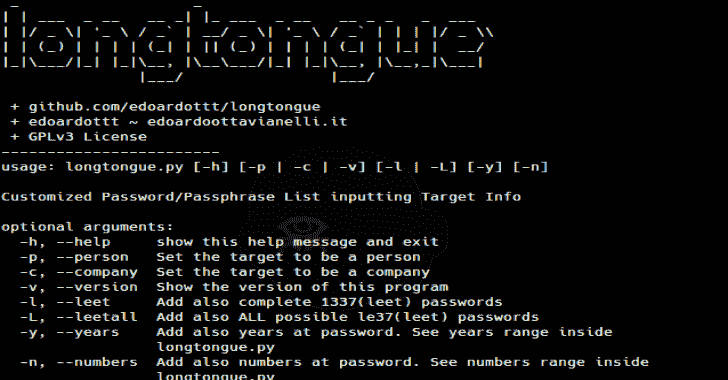 longtongue
+ github.com/edoardottt/longtongue
+ edoardottt ~ edoardoottavianelli.it
+ GPLv3 License
------------------------
usage: longtongue.py [-h] [-p | -c | -v] [-l | -L] [-y] [-n]
Customized Password/Passphrase List inputting Target Info
optional arguments:
-h, --help show this help message and exit
-p, --person Set the target to be a person
-c, --company Set the target to be a company
-v, --version Show the version of this program
-l, --leet Add also complete 1337(leet) passwords
-L, --leetall Add also ALL possible le37(leet) passwords
-y, --years Add also years at password. See years range inside
longtongue.py
-n, --numbers Add also numbers at password. See numbers range inside
longtongue.py